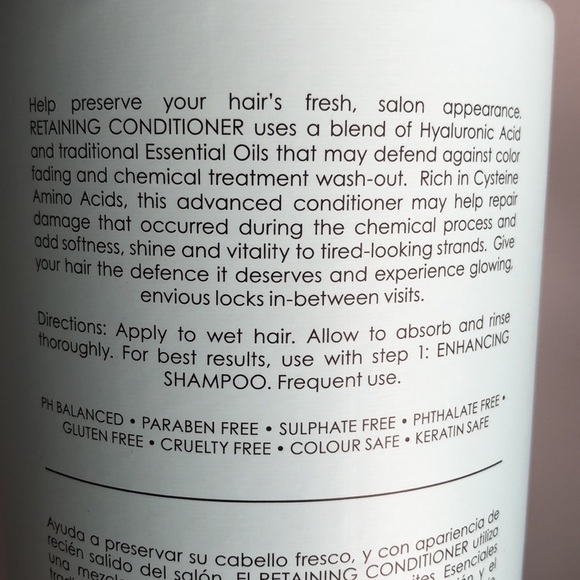 Help preserve your hair's fresh, salon appearance.
RETAINING CONDITIONER uses a blend of Hyaluronic Acid
and traditional Essential Oils that may defend against color
fading and chemical treatment wash-out. Rich in Cysteine
Amino Acids, this advanced conditioner may help repair
damage that occurred during the chemical process and
add softness, shine and vitality to tired-looking strands. Give
your hair the defence it deserves and experience glowing,
envious locks in-between visits.
Directions: Apply to wet hair. Allow to absorb and rinse
thoroughly. For best results, use with step 1: ENHANCING
SHAMPOO. Frequent use.
PH BALANCED • PARABEN FREE • SULPHATE FREE • PHTHALATE FREE •
GLUTEN FREE • CRUELTY FREE • COLOUR SAFE • KERATIN SAFE
Ayuda a preservar su cabello fresco, y con apariencia de
recién salido del salón. El RETAINING CONDITIONER utiliza
una Esenciales
y el